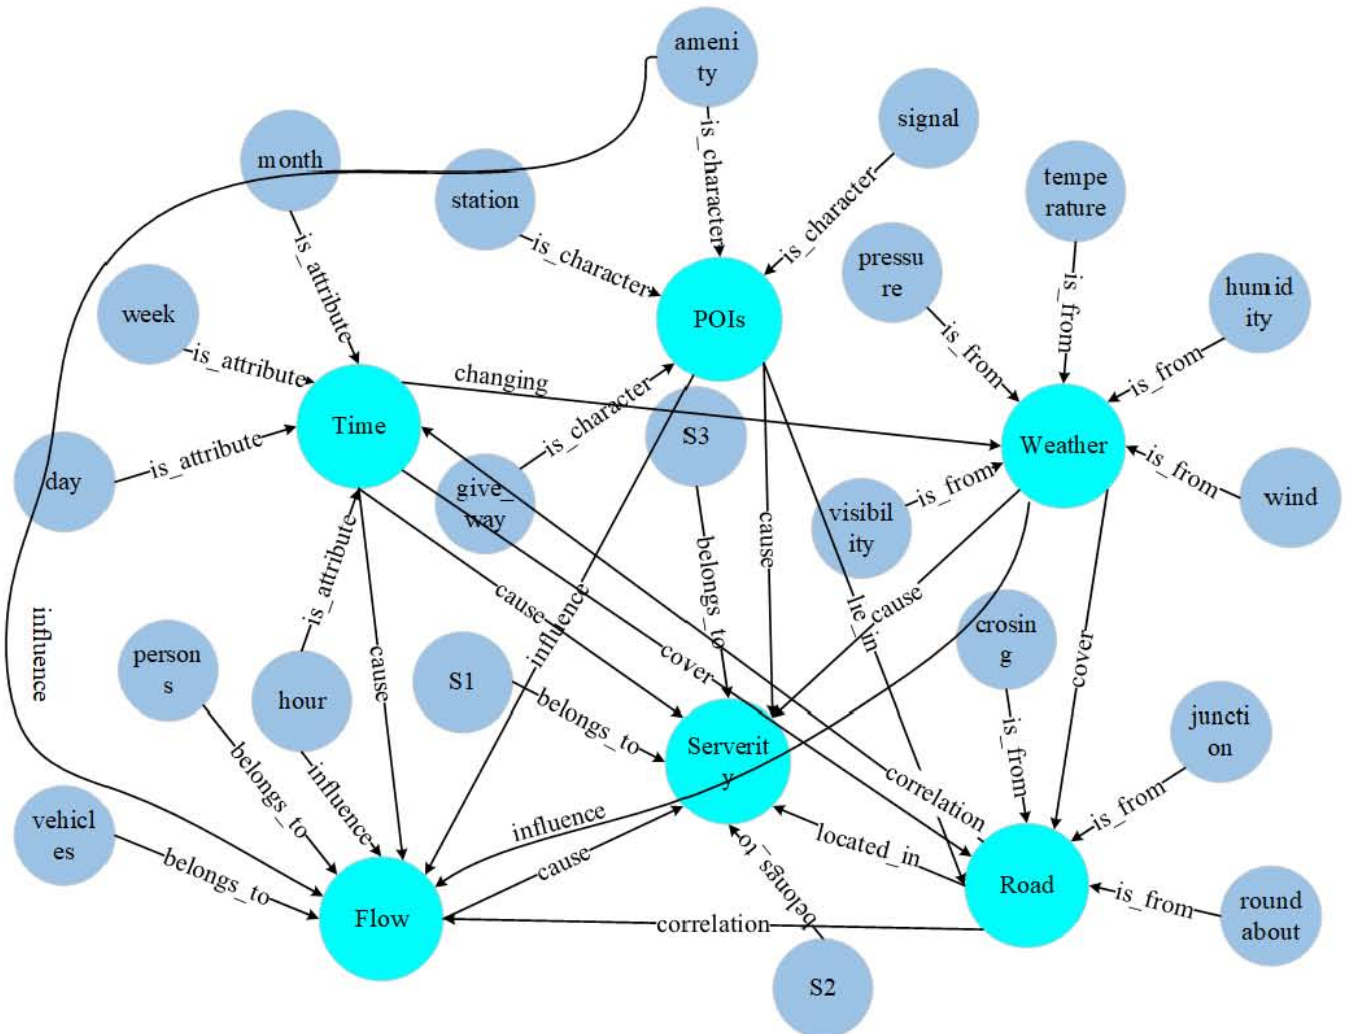 ameni
ty
signal
month
is_character
tempe
rature
station
is_character
is_character
pressu
re
humid
ity
is_attribute
is_from
week
POIs
is_attribute
changing
is_from
is_from
Time
is_character
S3
Weather
is_attribute
day
give_
way
is_from
is_from
wind
visibil
ity
cause
is_attribute
belongs_to
cause
influence
lie_in
cause
influence
crosin
g
person
s
cover
cover
hour
cause
S1
belongs_to
is_from
juncti
on
Serverit
y
belongs_to
influence
correlation
is_from
vehicl
es
influence
located_in
cause
belongs_to
belongs_to
Road
is_from
round
about
Flow
correlation
S2